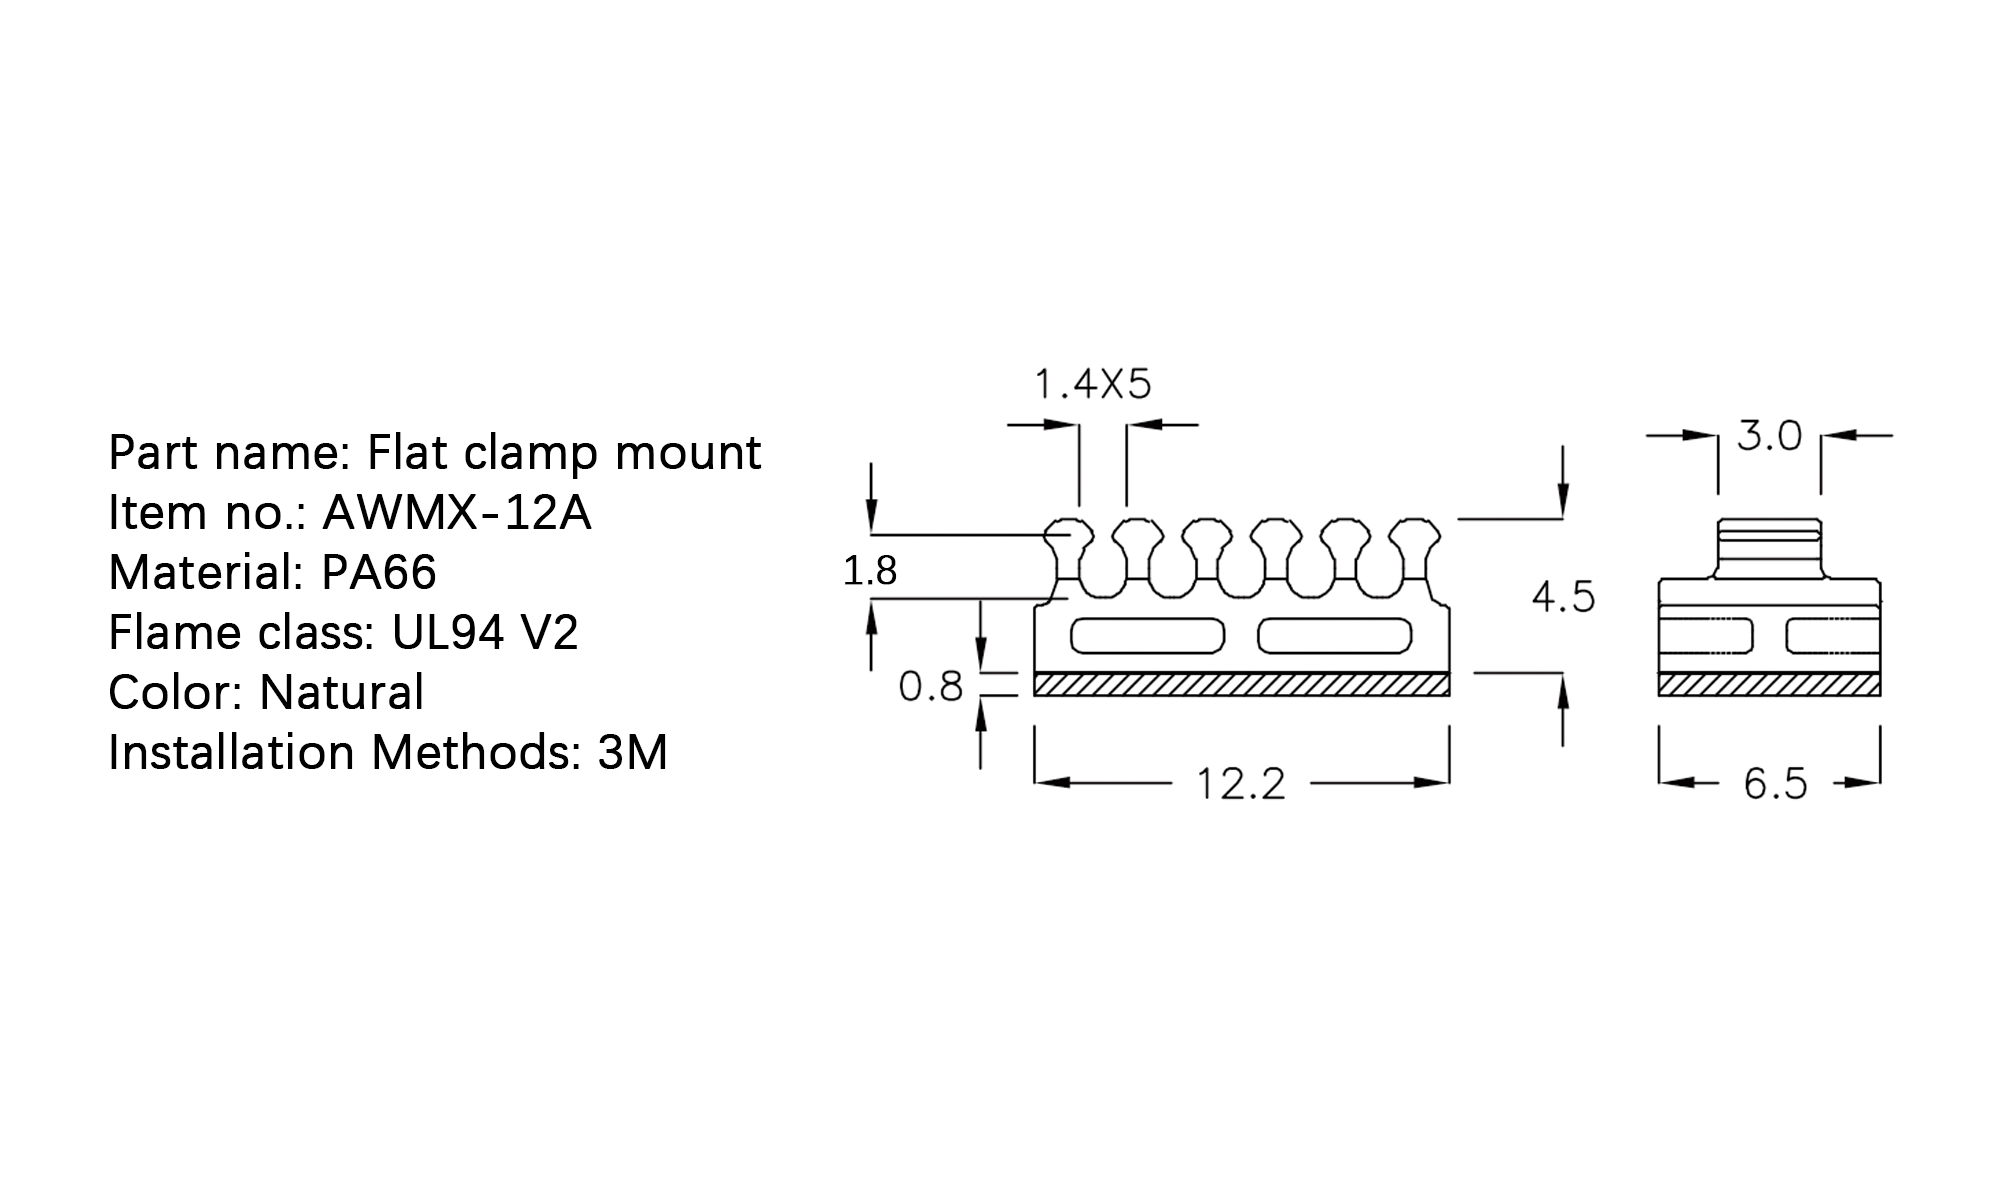 Part name: Flat clamp mount
Item no.: AWMX-12A
Material: PA66
Flame class: UL94 V2
Color: Natural
Installation Methods: 3M
1.4X5
3.0
1.8
4.5
0.8
12.2
6.5